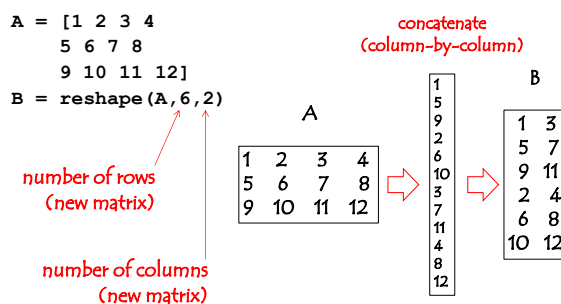 A = [1 2 3 4
5 6 7 8
9 10 11 12]
B = reshape(A,6,2)
number of rows
(new matrix)
number of columns
(new matrix)
A
1 2 3 4
5 6 7 8
9 10 11 12
concatenate
(column-by-column)
1
5
9
2
6
10
3
7
11
4
8
12
B
1 3
5 7
9 11
2 4
6 8
10 12